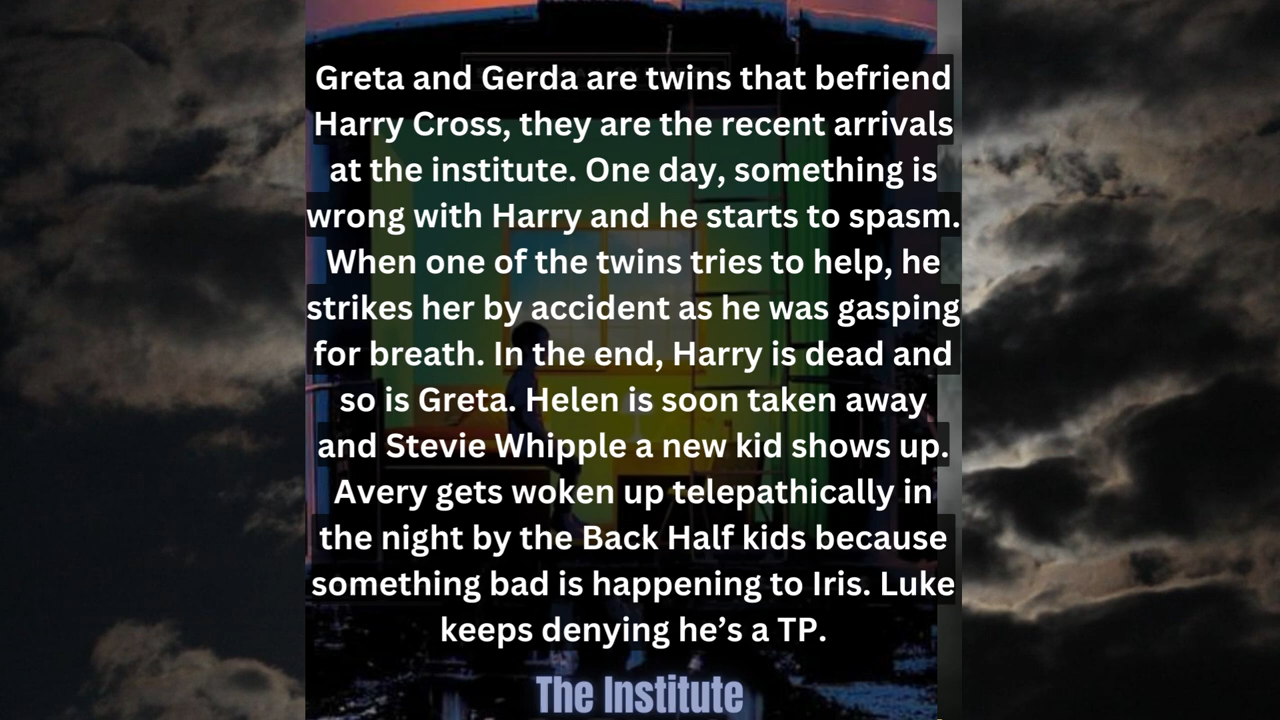 Greta and Gerda are twins that befriend
Harry Cross, they are the recent arrivals
at the institute. One day, something is
wrong with Harry and he starts to spasm.
When one of the twins tries to help, he
strikes her by accident as he was gasping
for breath. In the end, Harry is dead and
so is Greta. Helen is soon taken away
and Stevie Whipple a new kid shows up.
Avery gets woken up telepathically in
the night by the Back Half kids because
something bad is happening to Iris. Luke
keeps denying he’s a TP.
The Institute